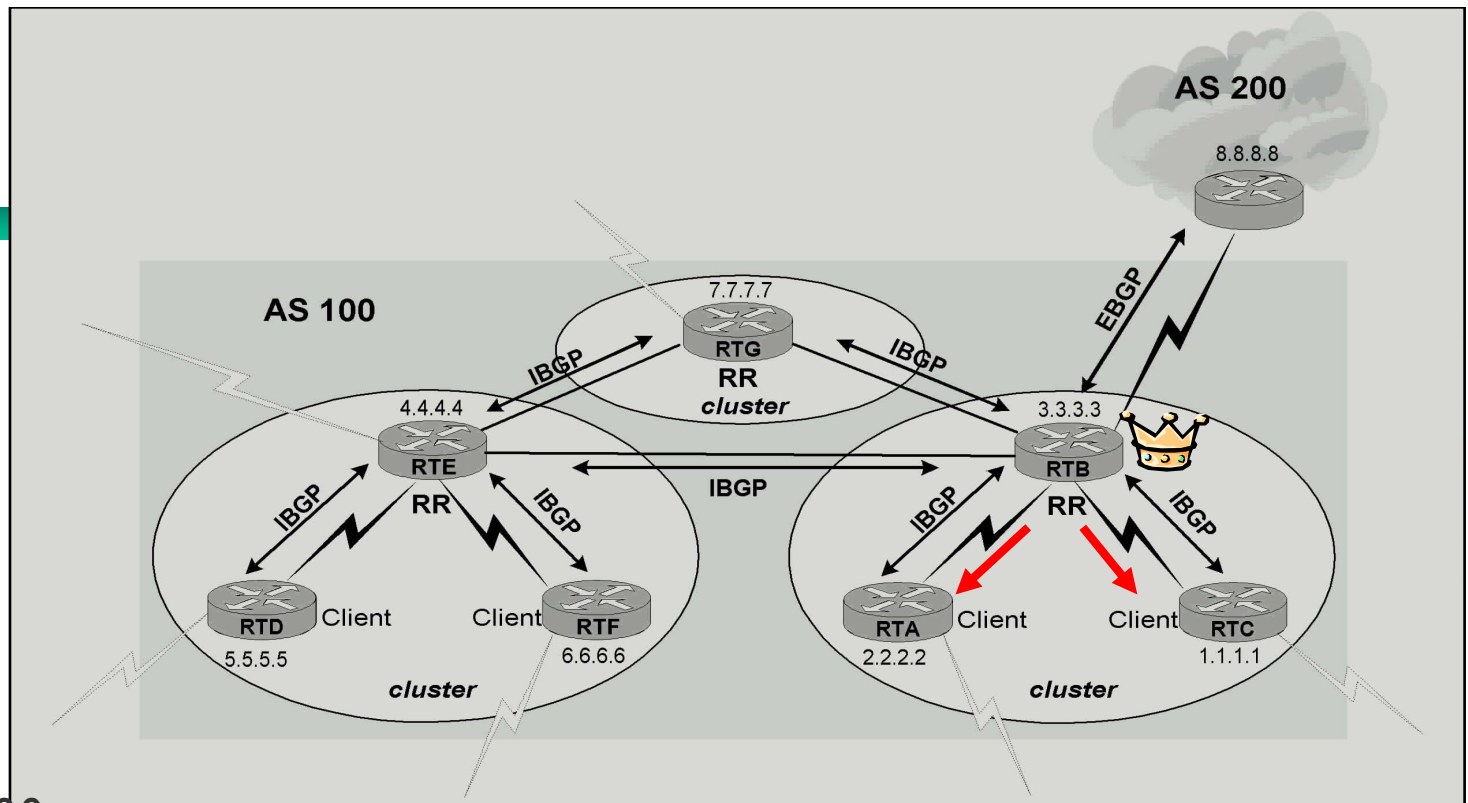 AS 200
8.8.8.8
EBGP
AS 100
7.7.7.7
RTG
RR
cluster
IBGP
IBGP
4.4.4.4
RTE
RR
3.3.3.3
RTB
RR
IBGP
IBGP
IBGP
IBGP
IBGP
RTD
Client
5.5.5.5
Client
RTF
6.6.6.6
cluster
RTA
Client
2.2.2.2
Client
RTC
1.1.1.1
cluster